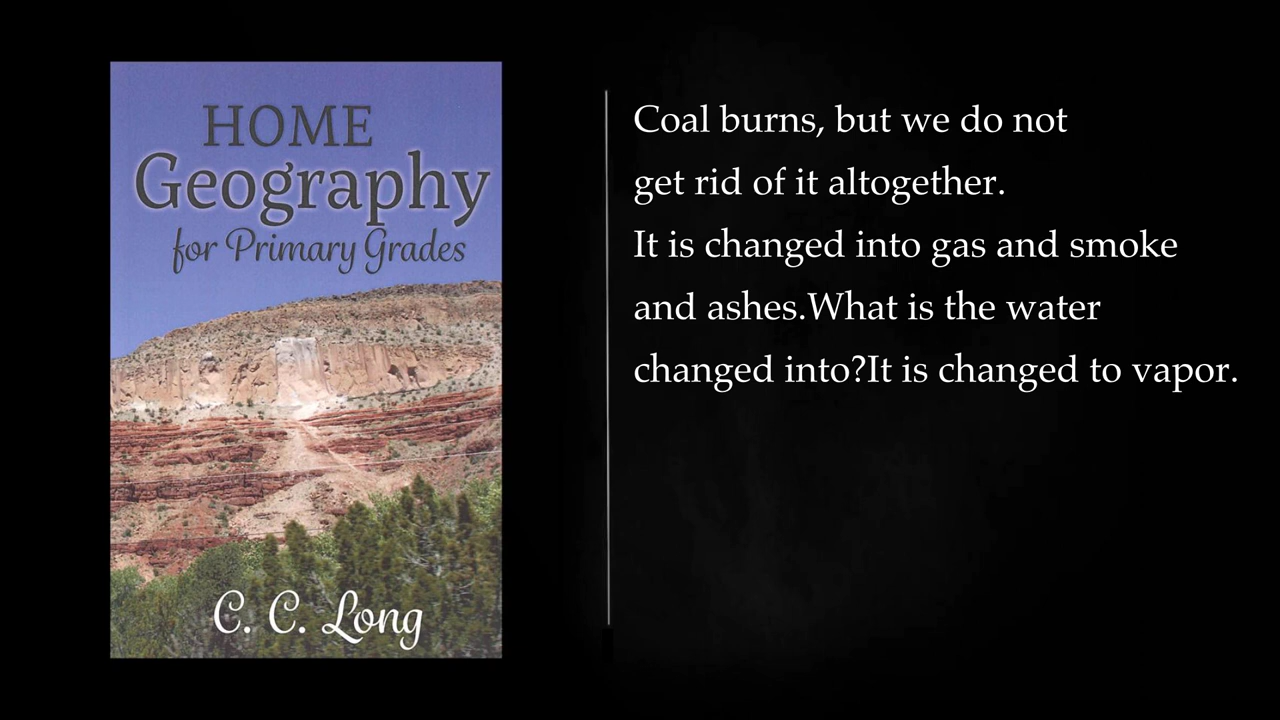 HOME
Geography
for Primary Grades
C. C. Long
Coal burns, but we do not
get rid of it altogether.
It is changed into gas and smoke
and ashes.What is the water
changed into?It is changed to vapor.